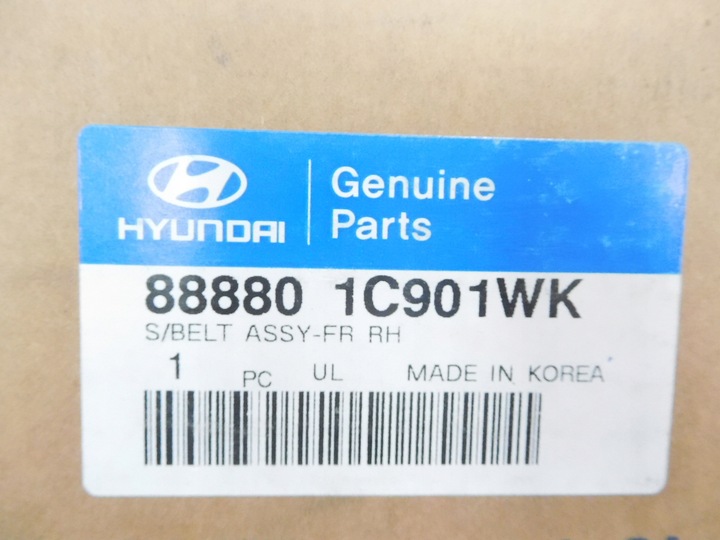 HYUNDAI
Genuine
Parts
88880 1C901WK
S/BELT ASSY-FR RH
1 PC UL MADE IN KOREA